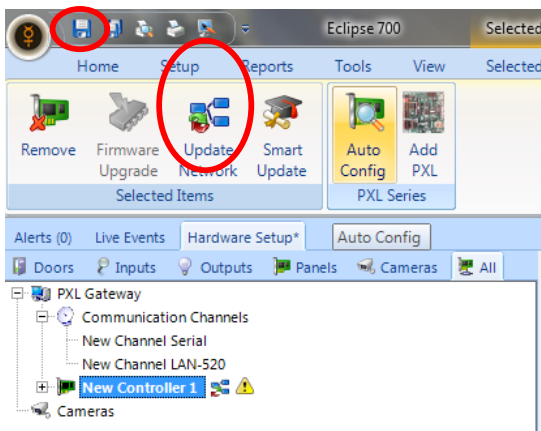 Eclipse 700 Selected
Home Setup Reports Tools View Selected
Remove Firmware Upgrade Update Network Smart Update Auto Config Add PXL
Selected Items PXL Series
Alerts (0) Live Events Hardware Setup* Auto Config
Doors Inputs Outputs Panels Cameras All
PXL Gateway
Communication Channels
New Channel Serial
New Channel LAN-520
New Controller 1
Cameras